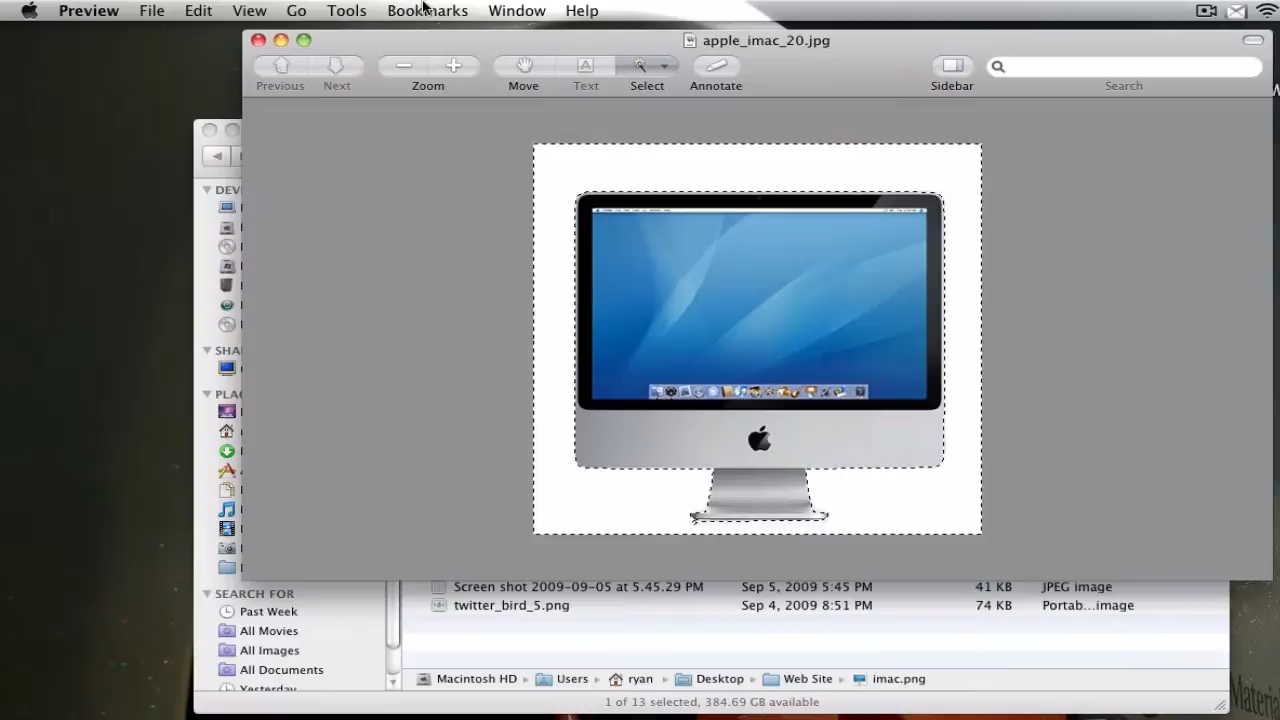 Preview File Edit View Go Tools Bookmarks Window Help
apple_imac_20.jpg
Previous Next Zoom Move Text Select Annotate Sidebar Search
DEV
SHA
PLA
SEARCH FOR
Past Week
All Movies
All Images
All Documents
Yesterday
Screen shot 2009-09-05 at 5.45.29 PM Sep 5, 2009 5:45 PM 41 KB JPEG image
twitter_bird_5.png Sep 4, 2009 8:51 PM 74 KB Portab...image
Macintosh HD Users ryan Desktop Web Site imac.png
1 of 13 selected, 384.69 GB available